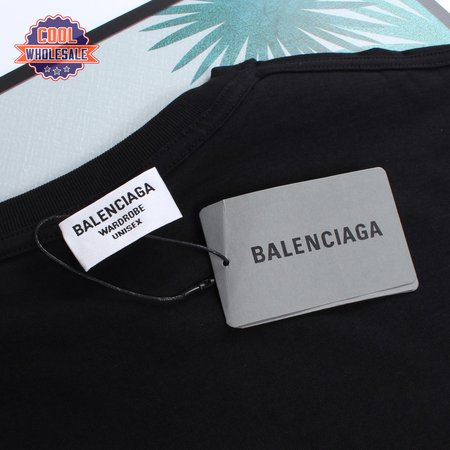 COOL
WHOLESALE
BALENCIAGA
WARDROBE
UNISEX
BALENCIAGA